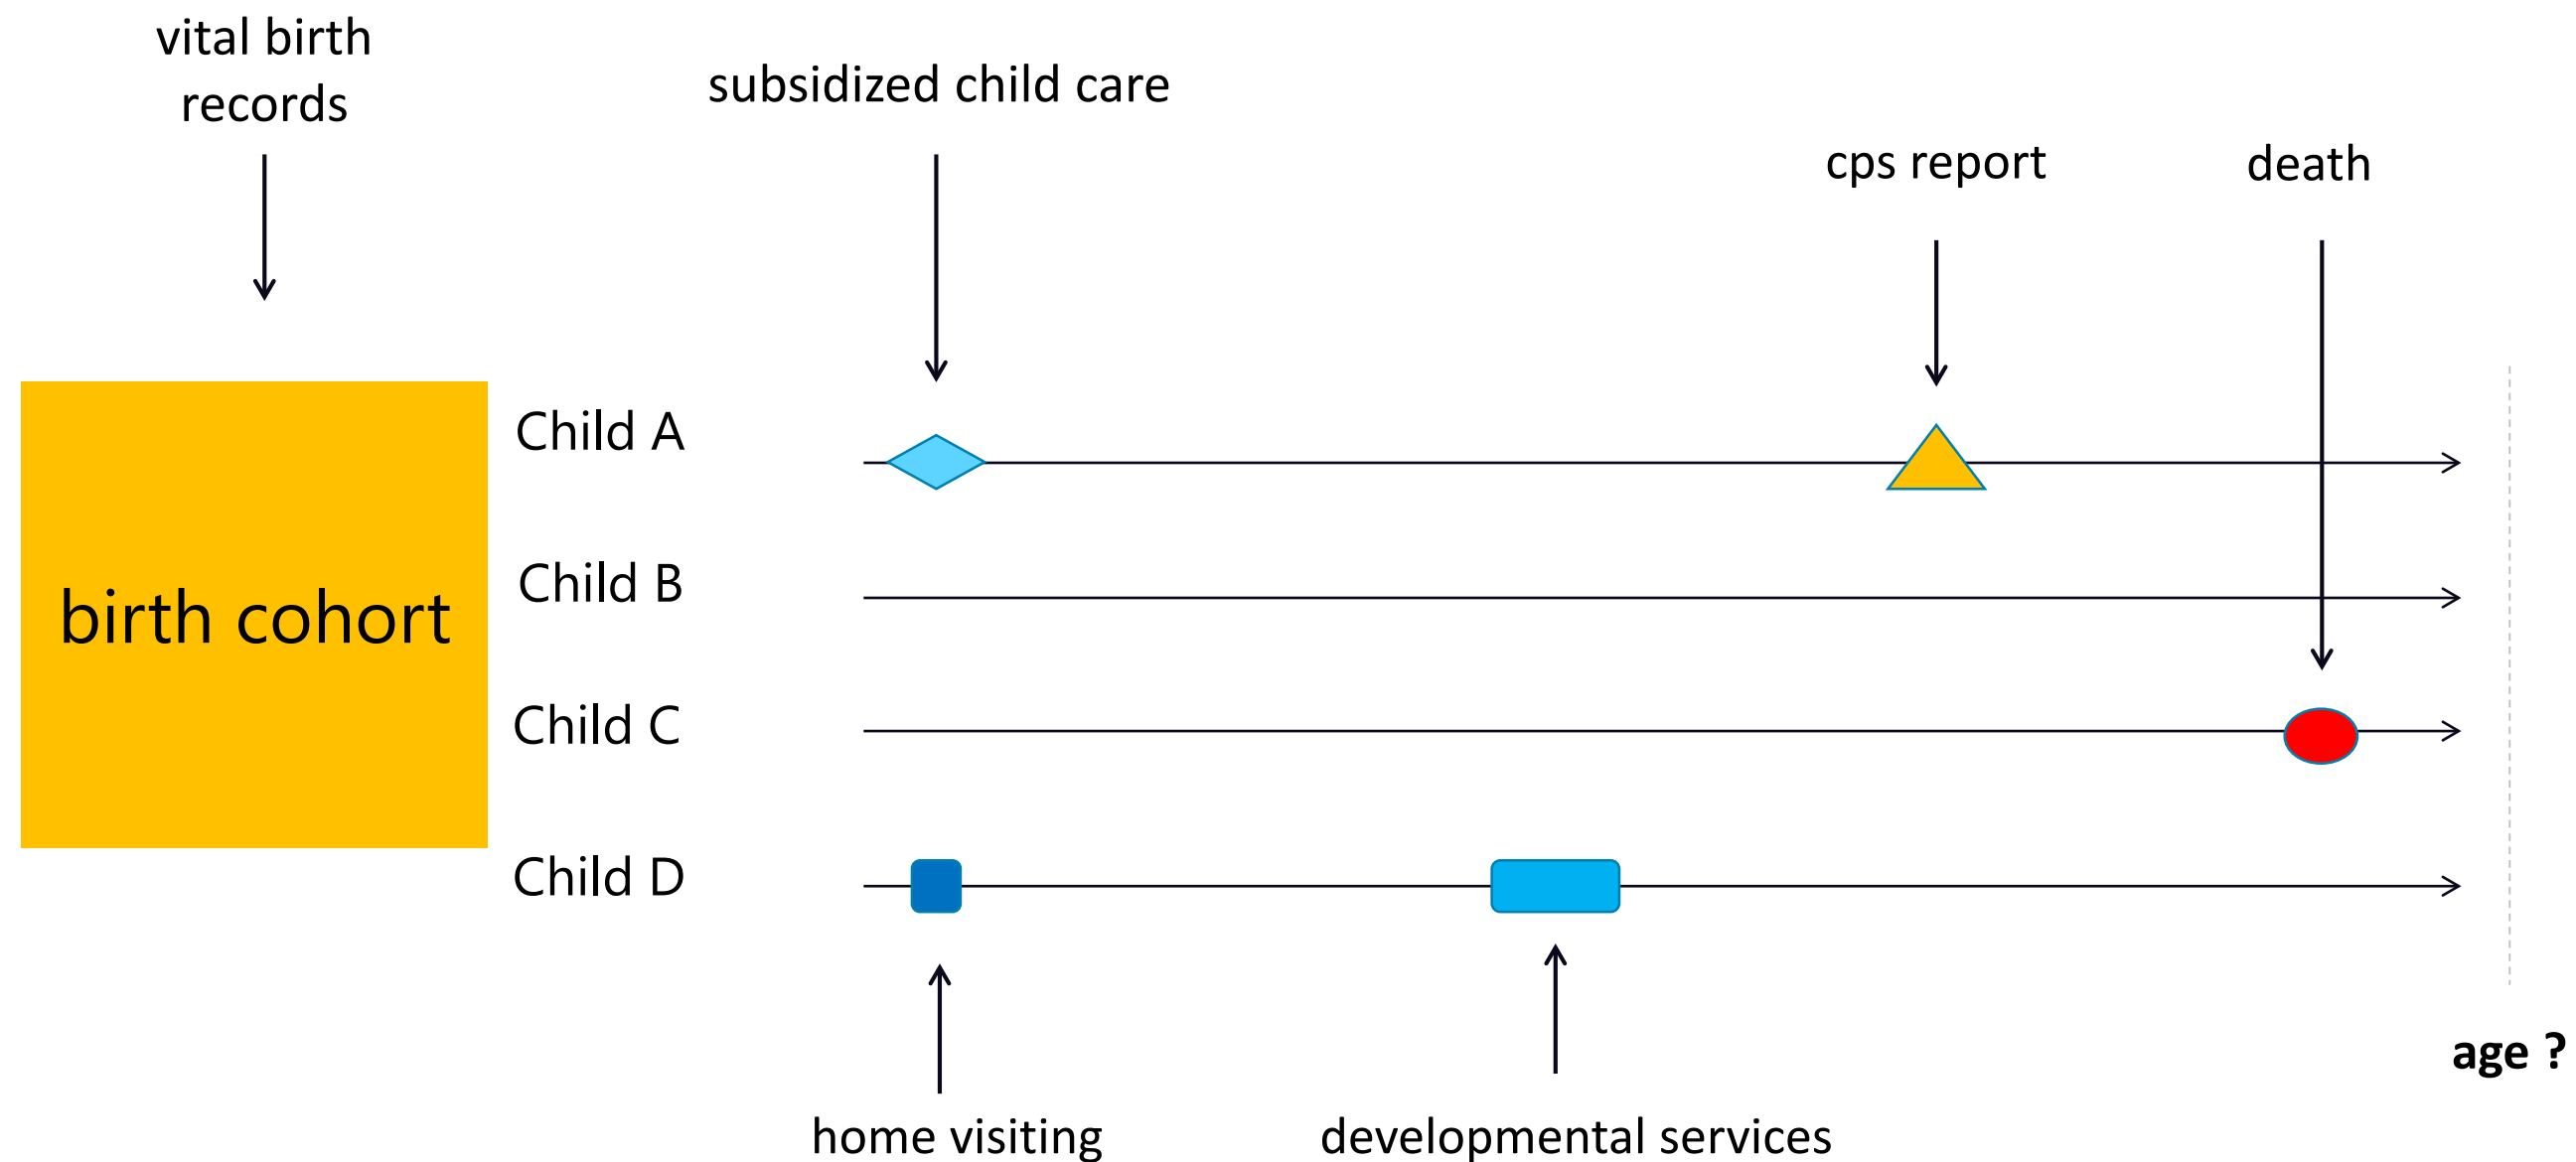 vital birth
records
subsidized child care
cps report
death
Child A
Child B
birth cohort
Child C
Child D
age ?
home visiting
developmental services